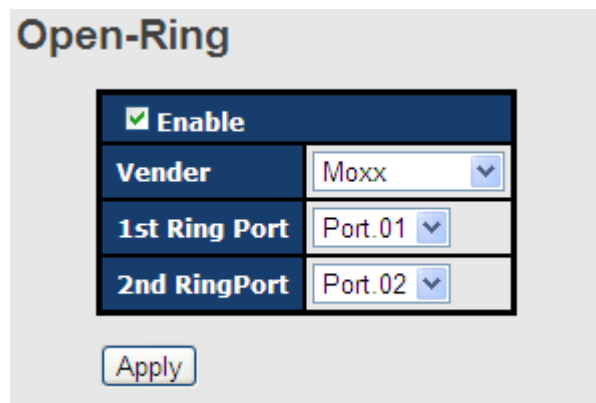 Open-Ring
Enable
Vender Moxx
1st Ring Port Port.01
2nd RingPort Port.02
Apply